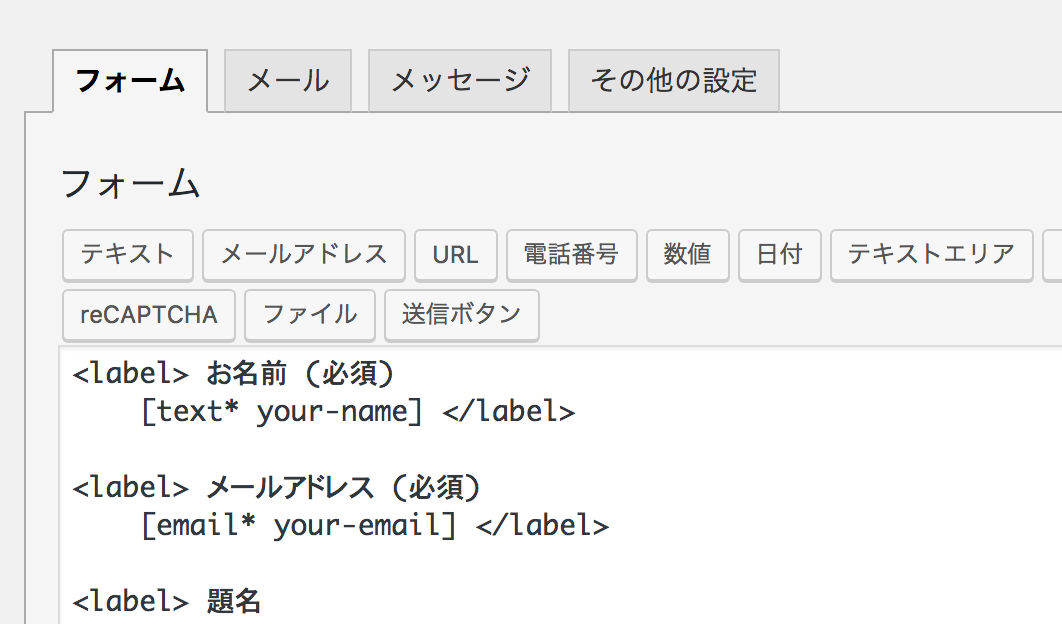 フォーム メール メッセージ その他の設定
フォーム
テキスト メールアドレス URL 電話番号 数値 日付 テキストエリア
reCAPTCHA ファイル 送信ボタン
<label> お名前 (必須)
[text* your-name] </label>
<label> メールアドレス (必須)
[email* your-email] </label>
<label> 題名